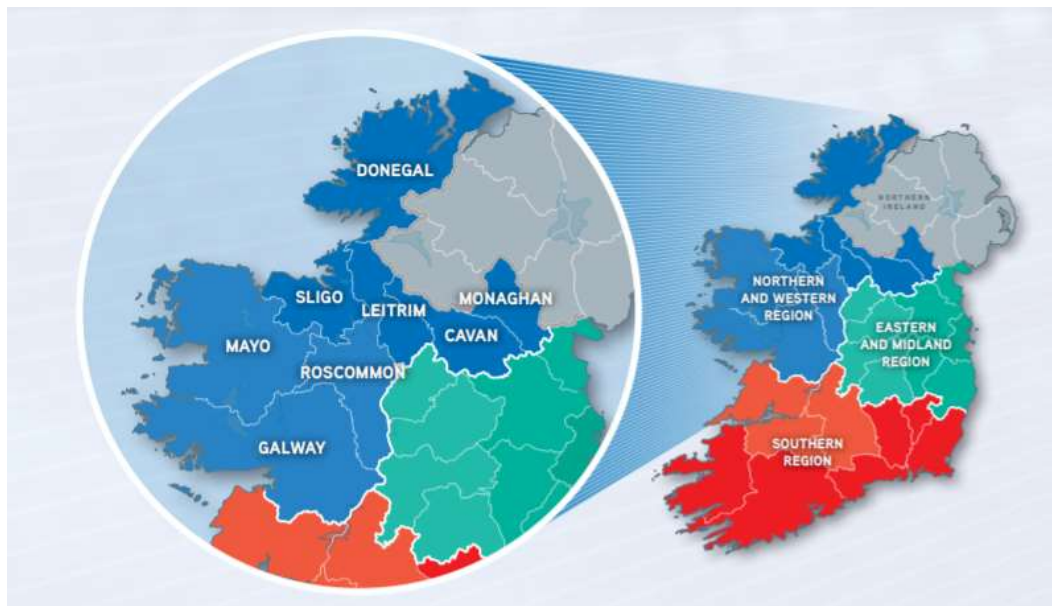 DONEGAL
SLIGO
LEITRIM
MONAGHAN
CAVAN
MAYO
ROSCOMMON
GALWAY
NORTHERN
IRELAND
NORTHERN
AND WESTERN
REGION
EASTERN
AND MIDLAND
REGION
SOUTHERN
REGION